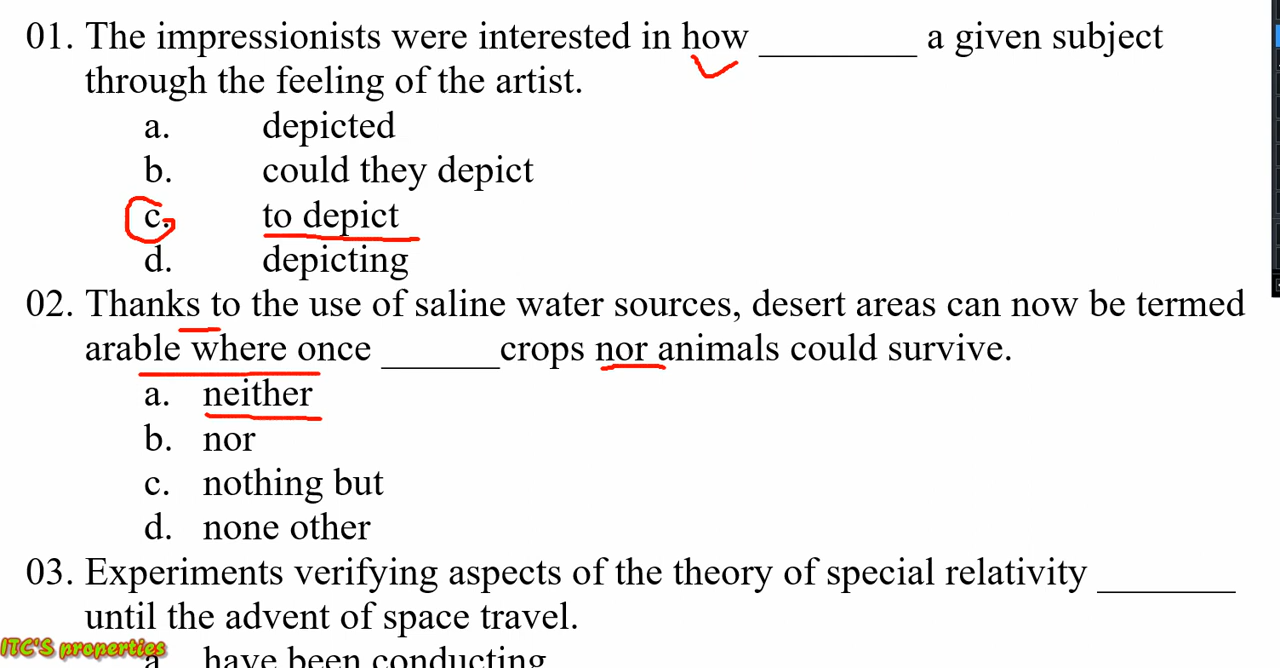 01. The impressionists were interested in how ________ a given subject
through the feeling of the artist.
a. depicted
b. could they depict
c. to depict
d. depicting
02. Thanks to the use of saline water sources, desert areas can now be termed
arable where once ______crops nor animals could survive.
a. neither
b. nor
c. nothing but
d. none other
03. Experiments verifying aspects of the theory of special relativity _______
until the advent of space travel.
ITC'S properties
a. have been conducting